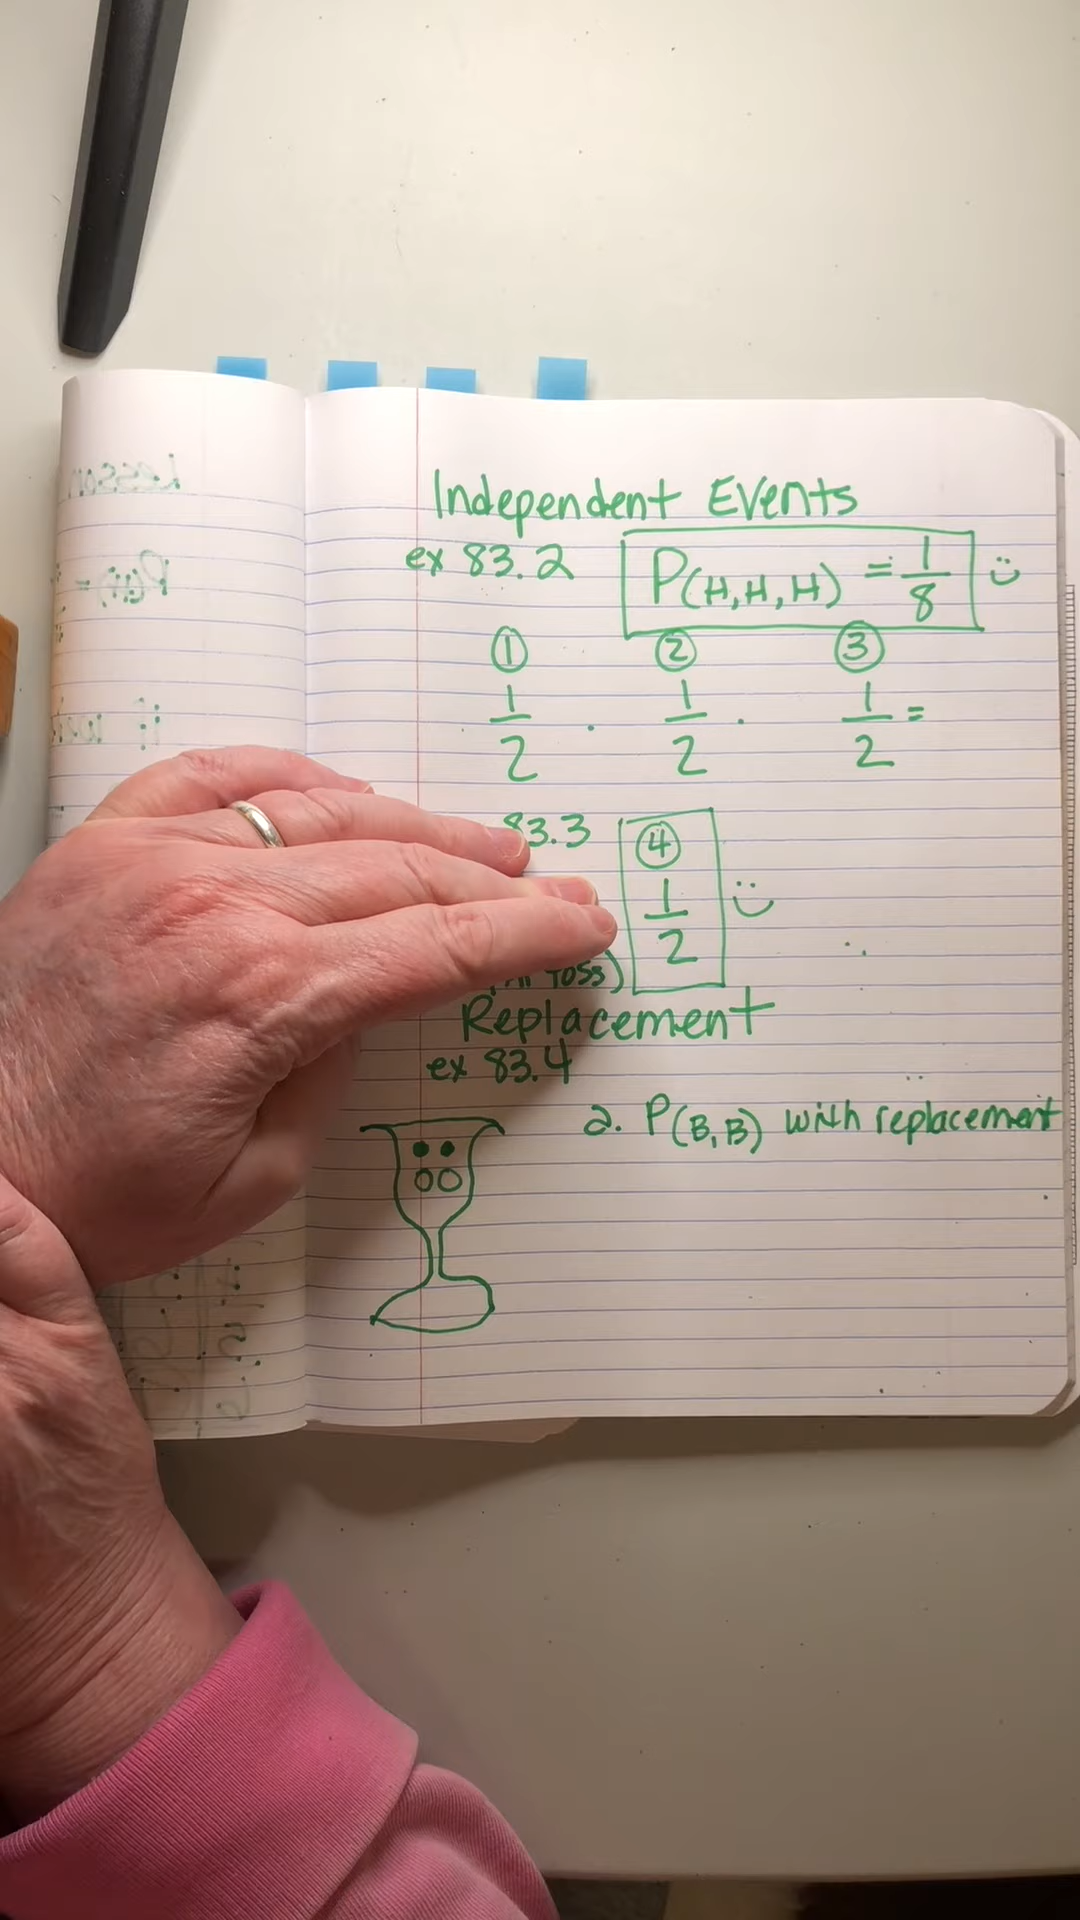 Independent Events
ex 83.2
P(H,H,H) = 1/8
① ② ③
1/2 · 1/2 · 1/2 =
83.3
④
1/2
toss)
Replacement
ex 83.4
a. P(B,B) with replacement